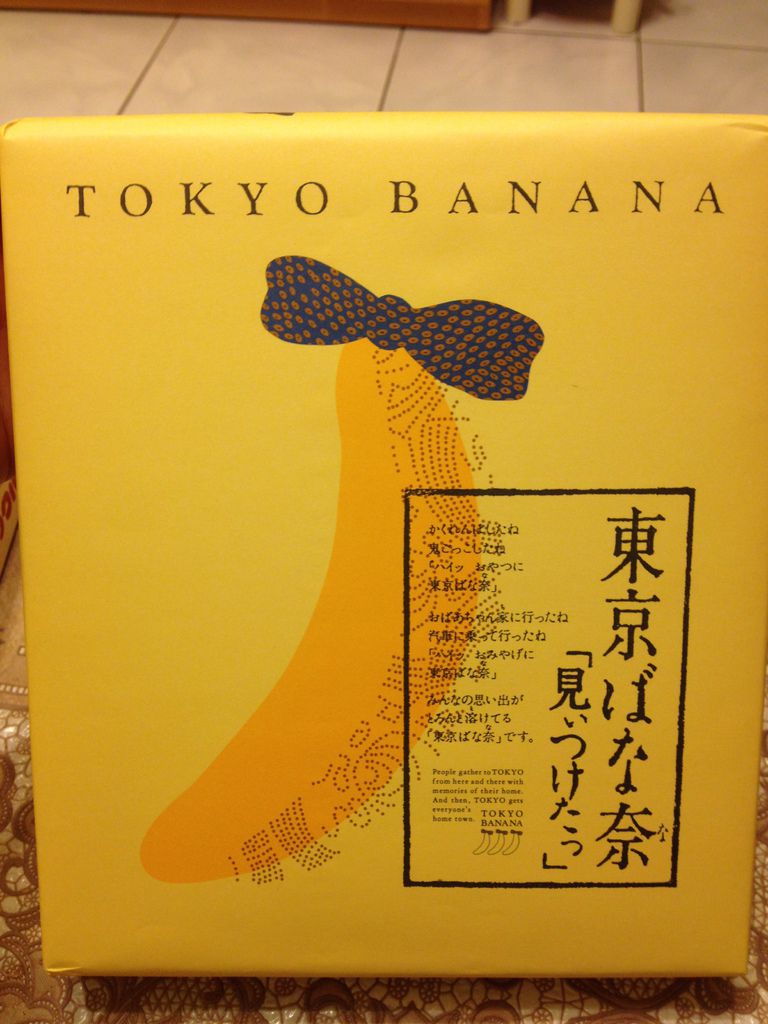 TOKYO BANANA
東京ばな奈
な
「見ぃつけたっ」
かくれんぼしたね
鬼ごっこしたね
「ハイッ おやつに
東京ばな奈」
おばあちゃん家に行ったね
汽車に乗って行ったね
「ハイッ おみやげに
東京ばな奈」
みんなの思い出が
とろんと溶けてる
「東京ばな奈」です。
People gather to TOKYO
from here and there with
memories of their home.
And then, TOKYO gets
everyone's
home town.
TOKYO
BANANA